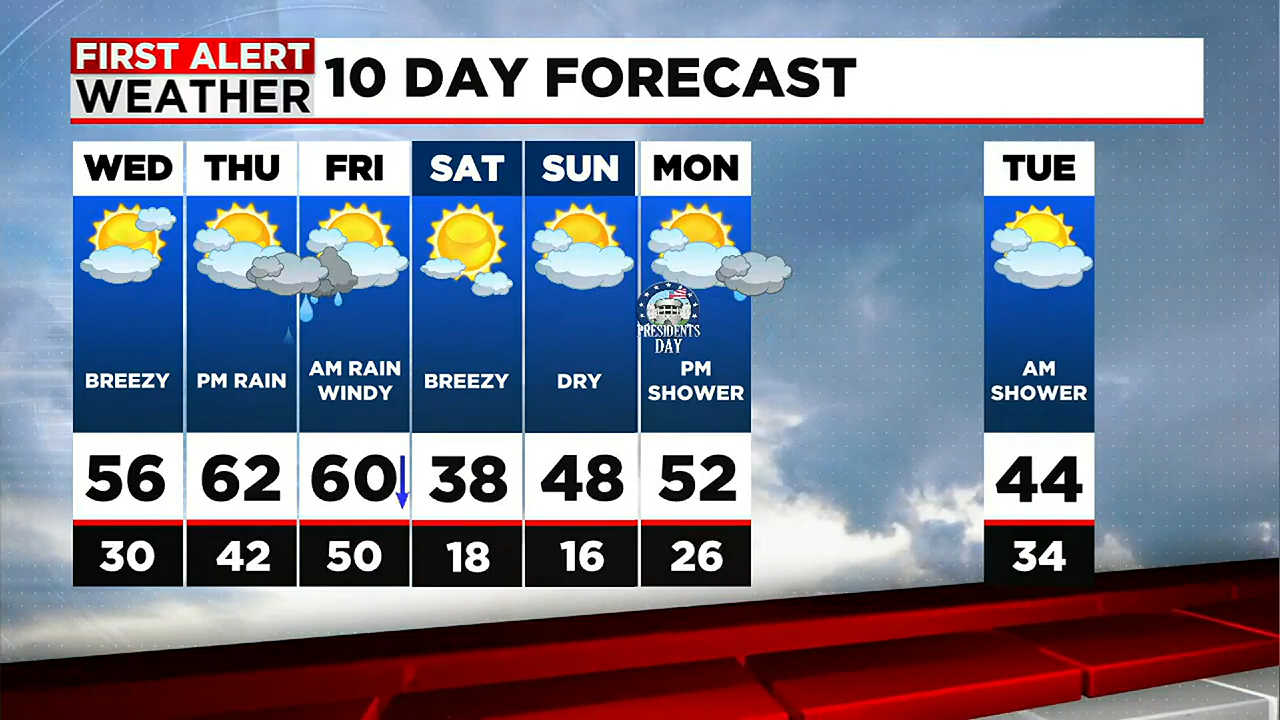 FIRST ALERT
WEATHER
10 DAY FORECAST
WED THU FRI SAT SUN MON TUE
PRESIDENTS
DAY
BREEZY
PM RAIN
AM RAIN
WINDY
BREEZY
DRY
PM
SHOWER
AM
SHOWER
56 62 60 38 48 52 44
30 42 50 18 16 26 34